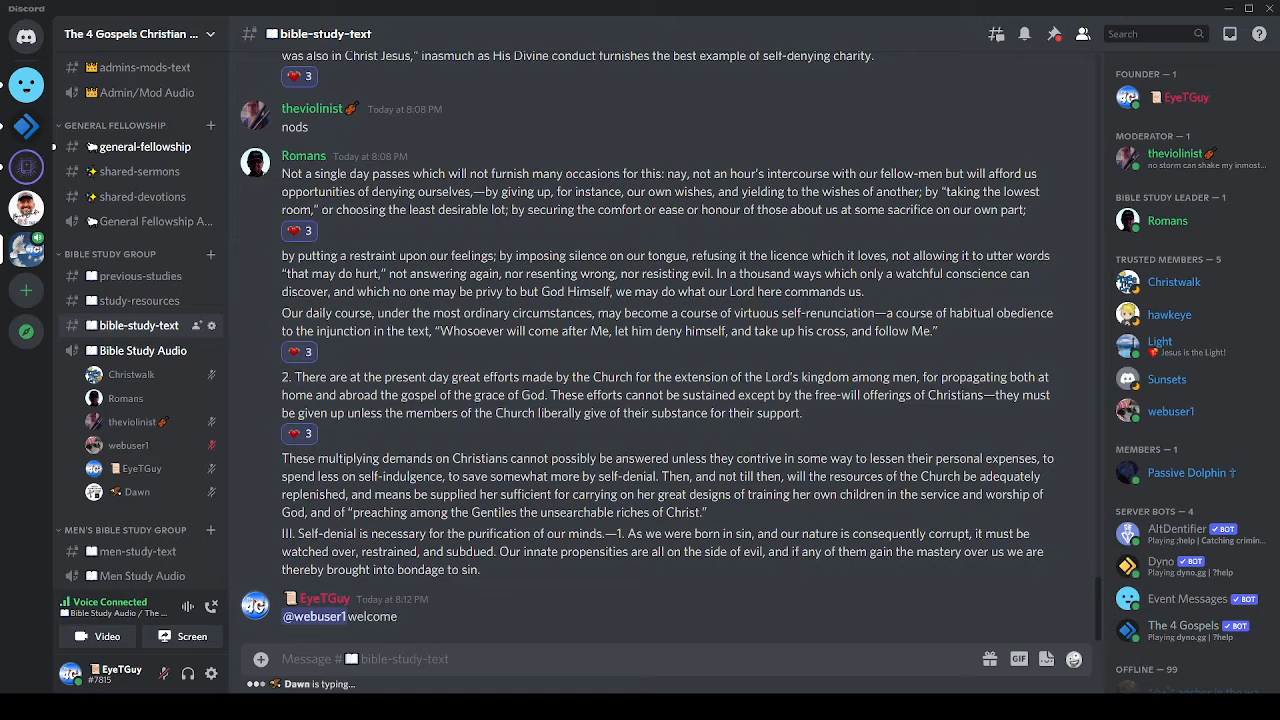 Discord
The 4 Gospels Christian ...
admins-mods-text
Admin/Mod Audio
GENERAL FELLOWSHIP
general-fellowship
shared-sermons
shared-devotions
General Fellowship A...
BIBLE STUDY GROUP
previous-studies
study-resources
bible-study-text
Bible Study Audio
Christwalk
Romans
theviolinist
webuser1
EyeTGuy
Dawn
MEN'S BIBLE STUDY GROUP
men-study-text
Men Study Audio
Voice Connected
Bible Study Audio / The ...
Video
Screen
EyeTGuy
#7815
bible-study-text
Search
was also in Christ Jesus,” inasmuch as His Divine conduct furnishes the best example of self-denying charity.
3
theviolinist Today at 8:08 PM
nods
Romans Today at 8:08 PM
Not a single day passes which will not furnish many occasions for this: nay, not an hour's intercourse with our fellow-men but will afford us
opportunities of denying ourselves,—by giving up, for instance, our own wishes, and yielding to the wishes of another; by “taking the lowest
room,” or choosing the least desirable lot; by securing the comfort or ease or honour of those about us at some sacrifice on our own part;
3
by putting a restraint upon our feelings; by imposing silence on our tongue, refusing it the licence which it loves, not allowing it to utter words
“that may do hurt,” not answering again, nor resenting wrong, nor resisting evil. In a thousand ways which only a watchful conscience can
discover, and which no one may be privy to but God Himself, we may do what our Lord here commands us.
Our daily course, under the most ordinary circumstances, may become a course of virtuous self-renunciation—a course of habitual obedience
to the injunction in the text, “Whosoever will come after Me, let him deny himself, and take up his cross, and follow Me.”
3
2. There are at the present day great efforts made by the Church for the extension of the Lord's kingdom among men, for propagating both at
home and abroad the gospel of the grace of God. These efforts cannot be sustained except by the free-will offerings of Christians—they must
be given up unless the members of the Church liberally give of their substance for their support.
3
These multiplying demands on Christians cannot possibly be answered unless they contrive in some way to lessen their personal expenses, to
spend less on self-indulgence, to save somewhat more by self-denial. Then, and not till then, will the resources of the Church be adequately
replenished, and means be supplied her sufficient for carrying on her great designs of training her own children in the service and worship of
God, and of “preaching among the Gentiles the unsearchable riches of Christ.”
III. Self-denial is necessary for the purification of our minds.—1. As we were born in sin, and our nature is consequently corrupt, it must be
watched over, restrained, and subdued. Our innate propensities are all on the side of evil, and if any of them gain the mastery over us we are
thereby brought into bondage to sin.
EyeTGuy Today at 8:12 PM
@webuser1 welcome
Message # bible-study-text
GIF
Dawn is typing...
FOUNDER — 1
EyeTGuy
MODERATOR — 1
theviolinist
no storm can shake my inmost...
BIBLE STUDY LEADER — 1
Romans
TRUSTED MEMBERS — 5
Christwalk
hawkeye
Light
Jesus is the Light!
Sunsets
webuser1
MEMBERS — 1
Passive Dolphin †
SERVER BOTS — 4
AltDentifier BOT
Playing ;help | Catching crimin...
Dyno BOT
Playing dyno.gg | ?help
Event Messages BOT
The 4 Gospels BOT
Playing dyno.gg | ?help
OFFLINE — 99